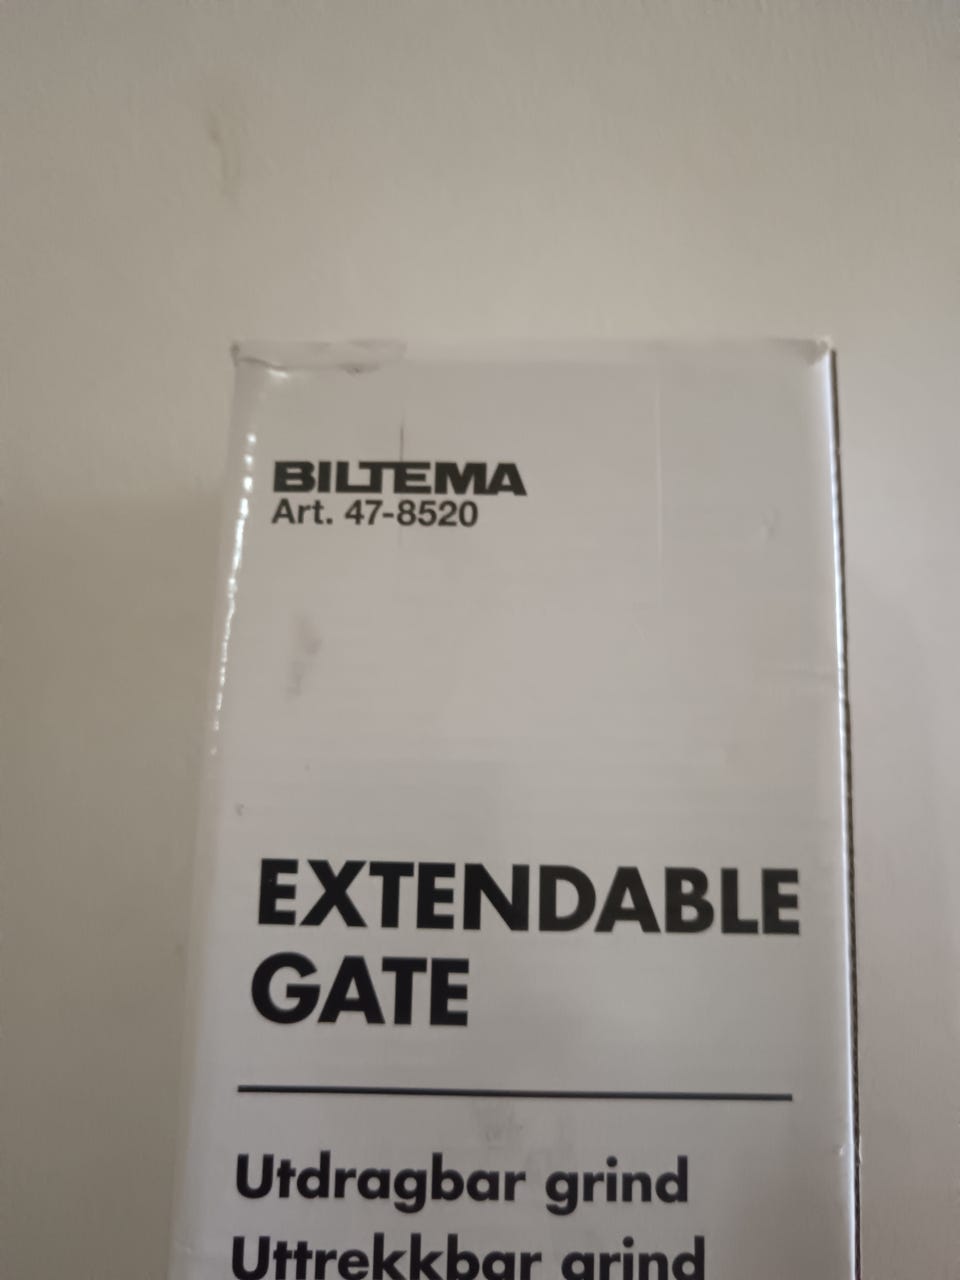 BILTEMA
Art. 47-8520
EXTENDABLE
GATE
Utdragbar grind
Uttrekkbar grind